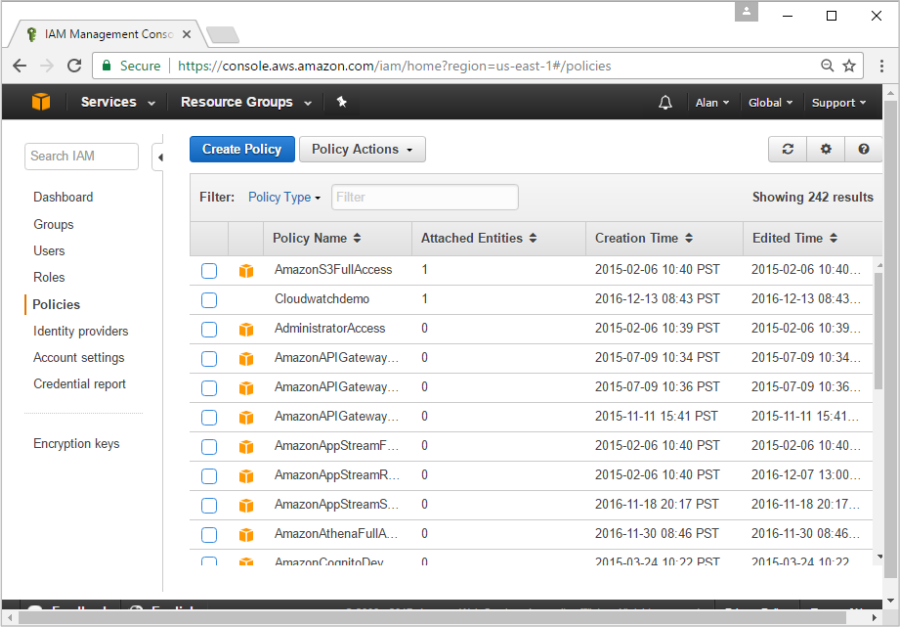 IAM Management Conso
Secure https://console.aws.amazon.com/iam/home?region=us-east-1#/policies
Services Resource Groups Alan Global Support
Search IAM
Dashboard
Groups
Users
Roles
Policies
Identity providers
Account settings
Credential report
Encryption keys
Create Policy Policy Actions
Filter: Policy Type Filter Showing 242 results
Policy Name Attached Entities Creation Time Edited Time
AmazonS3FullAccess 1 2015-02-06 10:40 PST 2015-02-06 10:40...
Cloudwatchdemo 1 2016-12-13 08:43 PST 2016-12-13 08:43...
AdministratorAccess 0 2015-02-06 10:39 PST 2015-02-06 10:39...
AmazonAPIGateway... 0 2015-07-09 10:34 PST 2015-07-09 10:34...
AmazonAPIGateway... 0 2015-07-09 10:36 PST 2015-07-09 10:36...
AmazonAPIGateway... 0 2015-11-11 15:41 PST 2015-11-11 15:41...
AmazonAppStreamF... 0 2015-02-06 10:40 PST 2015-02-06 10:40...
AmazonAppStreamR... 0 2015-02-06 10:40 PST 2016-12-07 13:00...
AmazonAppStreamS... 0 2016-11-18 20:17 PST 2016-11-18 20:17...
AmazonAthenaFullA... 0 2016-11-30 08:46 PST 2016-11-30 08:46...
AmazonCognitoDev 0 2015-03-24 10:22 PST 2015-03-24 10:22
Feedback English